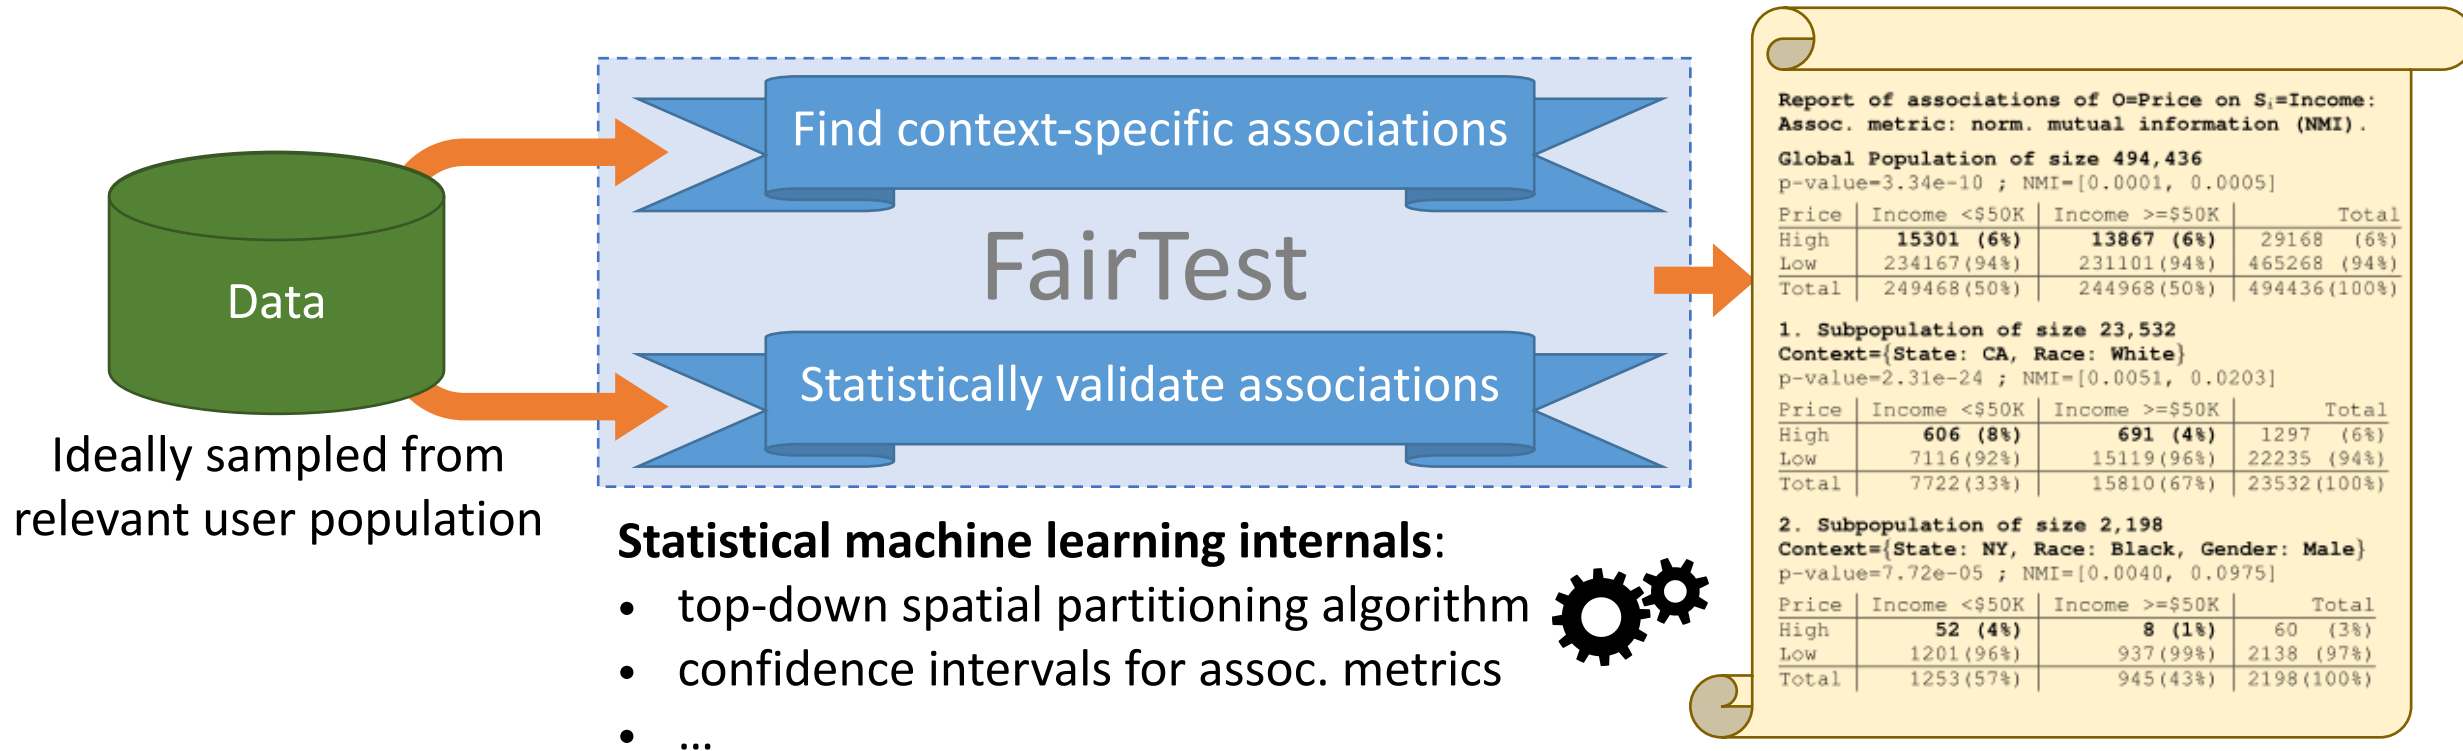 Data
Ideally sampled from
relevant user population
Find context-specific associations
FairTest
Statistically validate associations
Statistical machine learning internals:
• top-down spatial partitioning algorithm
• confidence intervals for assoc. metrics
• ...
Report of associations of O=Price on Sᵢ=Income:
Assoc. metric: norm. mutual information (NMI).
Global Population of size 494,436
p-value=3.34e-10 ; NMI=[0.0001, 0.0005]
Price | Income <$50K | Income >=$50K | Total
High | 15301 (6%) | 13867 (6%) | 29168 (6%)
Low | 234167(94%) | 231101(94%) | 465268 (94%)
Total | 249468(50%) | 244968(50%) | 494436(100%)
1. Subpopulation of size 23,532
Context={State: CA, Race: White}
p-value=2.31e-24 ; NMI=[0.0051, 0.0203]
Price | Income <$50K | Income >=$50K | Total
High | 606 (8%) | 691 (4%) | 1297 (6%)
Low | 7116(92%) | 15119(96%) | 22235 (94%)
Total | 7722(33%) | 15810(67%) | 23532(100%)
2. Subpopulation of size 2,198
Context={State: NY, Race: Black, Gender: Male}
p-value=7.72e-05 ; NMI=[0.0040, 0.0975]
Price | Income <$50K | Income >=$50K | Total
High | 52 (4%) | 8 (1%) | 60 (3%)
Low | 1201(96%) | 937(99%) | 2138 (97%)
Total | 1253(57%) | 945(43%) | 2198(100%)